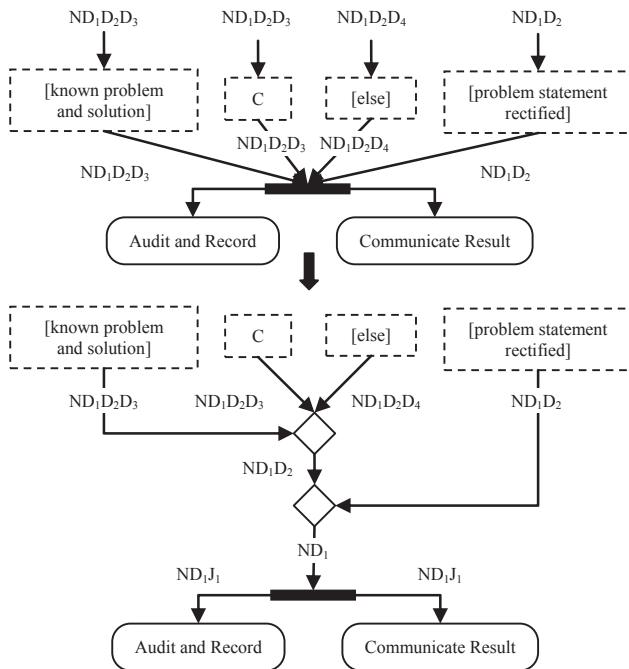 ND₁D₂D₃ ND₁D₂D₃ ND₁D₂D₄ ND₁D₂
[known problem
and solution]
C
[else]
[problem statement
rectified]
ND₁D₂D₃ ND₁D₂D₄
ND₁D₂D₃ ND₁D₂
Audit and Record Communicate Result
[known problem
and solution]
C
[else]
[problem statement
rectified]
ND₁D₂D₃ ND₁D₂D₃ ND₁D₂D₄ ND₁D₂
ND₁D₂
ND₁
ND₁J₁ ND₁J₁
Audit and Record Communicate Result